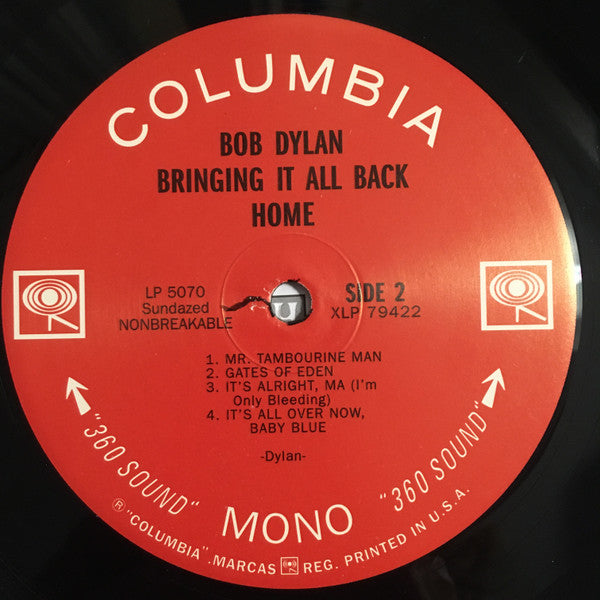 COLUMBIA
BOB DYLAN
BRINGING IT ALL BACK
HOME
LP 5070
Sundazed
NONBREAKABLE
SIDE 2
XLP 79422
1. MR. TAMBOURINE MAN
2. GATES OF EDEN
3. IT'S ALRIGHT, MA (I'm
Only Bleeding)
4. IT'S ALL OVER NOW,
BABY BLUE
-Dylan-
"360 SOUND"
MONO
"360 SOUND"
® "COLUMBIA", MARCAS REG. PRINTED IN U.S.A.